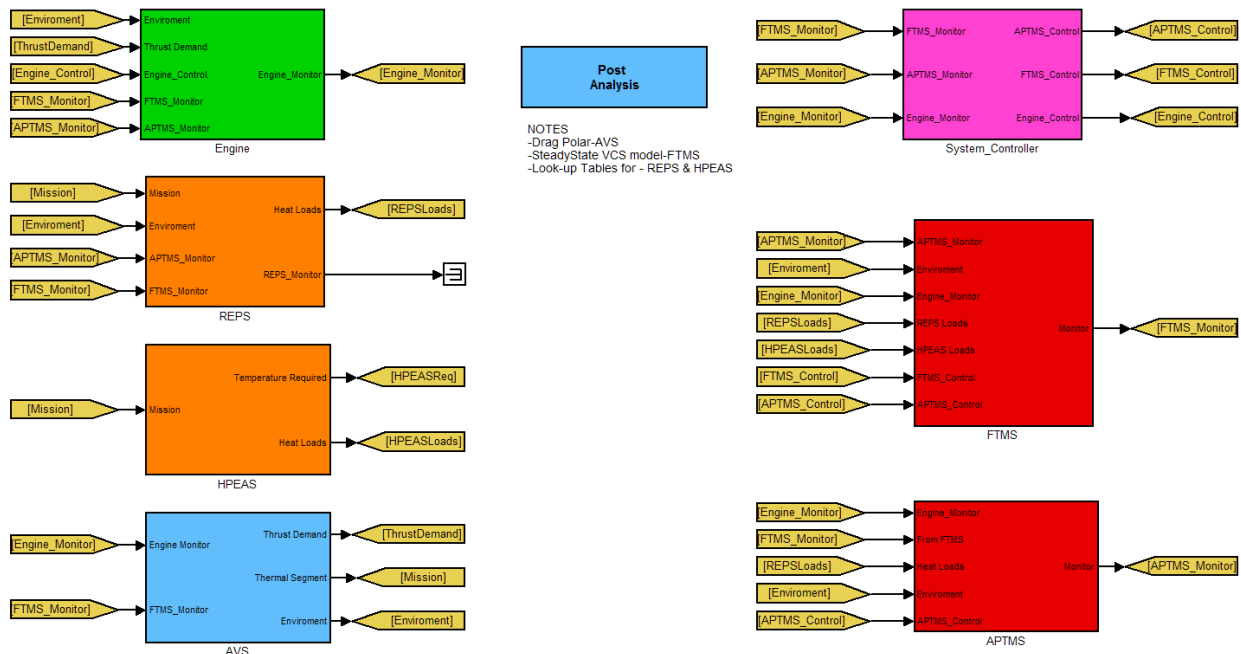 [Enviroment]
[ThrustDemand]
[Engine_Control]
[FTMS_Monitor]
[APTMS_Monitor]
Enviroment
Thrust Demand
Engine_Control.
FTMS_Monitor
APTMS_Monitor
Engine_Monitor
[Engine_Monitor]
Engine
[Mission]
[Enviroment]
[APTMS_Monitor]
[FTMS_Monitor]
Mission
Enviroment
APTMS_Monitor
FTMS_Monitor
Heat Loads
REPS_Monitor
[REPSLoads]
REPS
[Mission]
Mission
Temperature Required
Heat Loads
[HPEASReq]
[HPEASLoads]
HPEAS
[Engine_Monitor]
[FTMS_Monitor]
Engine Monitor
FTMS_Monitor
Thrust Demand
Thermal Segment
Enviroment
[ThrustDemand]
[Mission]
[Enviroment]
AVS
Post
Analysis
NOTES
-Drag Polar-AVS
-SteadyState VCS model-FTMS
-Look-up Tables for - REPS & HPEAS
[FTMS_Monitor]
[APTMS_Monitor]
[Engine_Monitor]
FTMS_Monitor
APTMS_Monitor
Engine_Monitor
APTMS_Control
FTMS_Control
Engine_Control
[APTMS_Control]
[FTMS_Control]
[Engine_Control]
System_Controller
[APTMS_Monitor]
[Enviroment]
[Engine_Monitor]
[REPSLoads]
[HPEASLoads]
[FTMS_Control]
[APTMS_Control]
APTMS_Monitor
Enviroment
Engine_Monitor
REPS Loads
HPEAS Loads
FTMS_Control
APTMS_Control
Monitor
[FTMS_Monitor]
FTMS
[Engine_Monitor]
[FTMS_Monitor]
[REPSLoads]
[Enviroment]
[APTMS_Control]
Engine_Monitor
From FTMS
Heat Loads
Enviroment
APTMS_Control
Monitor
[APTMS_Monitor]
APTMS